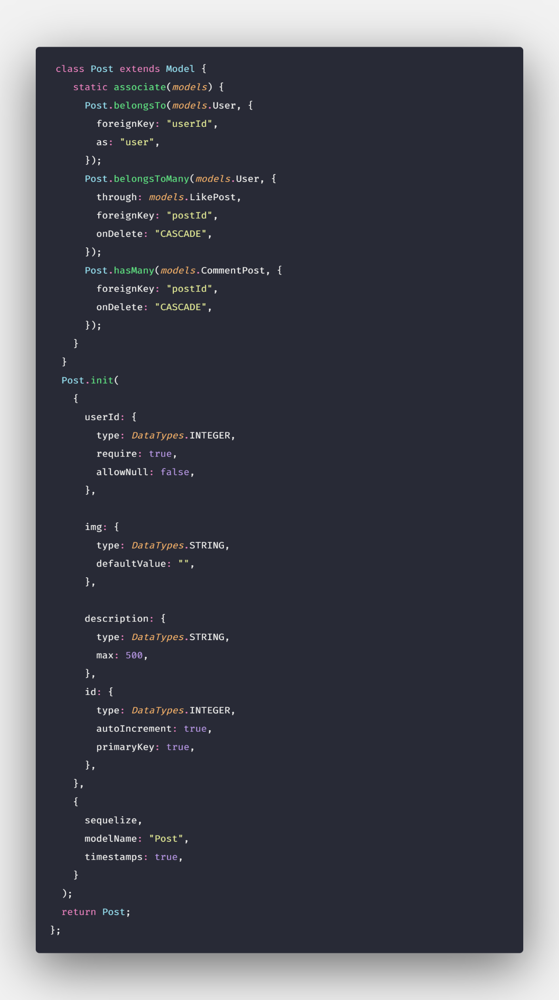 class Post extends Model {
static associate(models) {
Post.belongsTo(models.User, {
foreignKey: "userId",
as: "user",
});
Post.belongsToMany(models.User, {
through: models.LikePost,
foreignKey: "postId",
onDelete: "CASCADE",
});
Post.hasMany(models.CommentPost, {
foreignKey: "postId",
onDelete: "CASCADE",
});
}
}
Post.init(
{
userId: {
type: DataTypes.INTEGER,
require: true,
allowNull: false,
},
img: {
type: DataTypes.STRING,
defaultValue: "",
},
description: {
type: DataTypes.STRING,
max: 500,
},
id: {
type: DataTypes.INTEGER,
autoIncrement: true,
primaryKey: true,
},
},
{
sequelize,
modelName: "Post",
timestamps: true,
}
);
return Post;
};